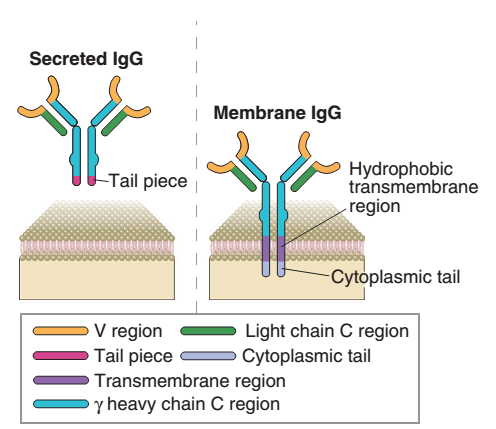 Secreted IgG
Membrane IgG
Tail piece
Hydrophobic
transmembrane
region
Cytoplasmic tail
V region
Light chain C region
Tail piece
Cytoplasmic tail
Transmembrane region
γ heavy chain C region